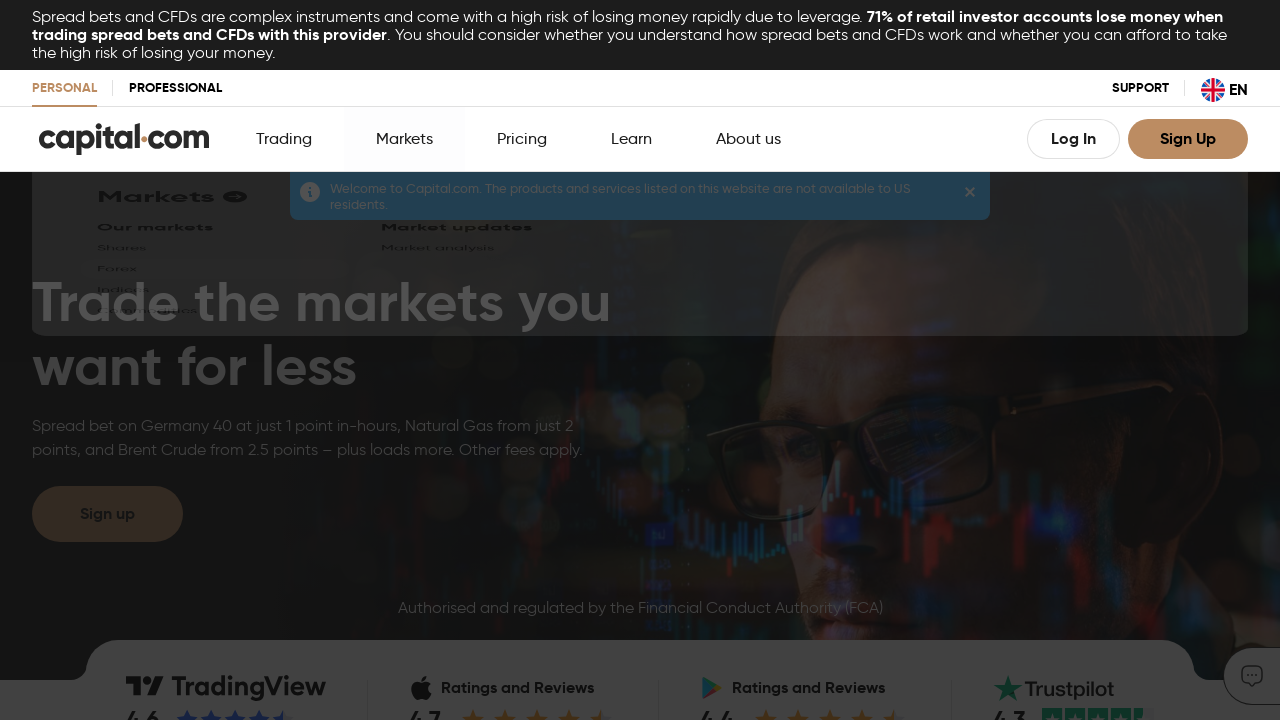 Spread bets and CFDs are complex instruments and come with a high risk of losing money rapidly due to leverage. 71% of retail investor accounts lose money when
trading spread bets and CFDs with this provider. You should consider whether you understand how spread bets and CFDs work and whether you can afford to take
the high risk of losing your money.
PERSONAL
PROFESSIONAL
SUPPORT
EN
capital.com
Trading
Markets
Pricing
Learn
About us
Log In
Sign Up
Welcome to Capital.com. The products and services listed on this website are not available to US
residents.
Markets
Our markets
Market updates
Shares
Market analysis
Forex
Trade the markets you
want for less
Spread bet on Germany 40 at just 1 point in-hours, Natural Gas from just 2
points, and Brent Crude from 2.5 points – plus loads more. Other fees apply.
Sign up
Authorised and regulated by the Financial Conduct Authority (FCA)
TradingView
Ratings and Reviews
Ratings and Reviews
Trustpilot
4.6
4.7
4.4
4.3